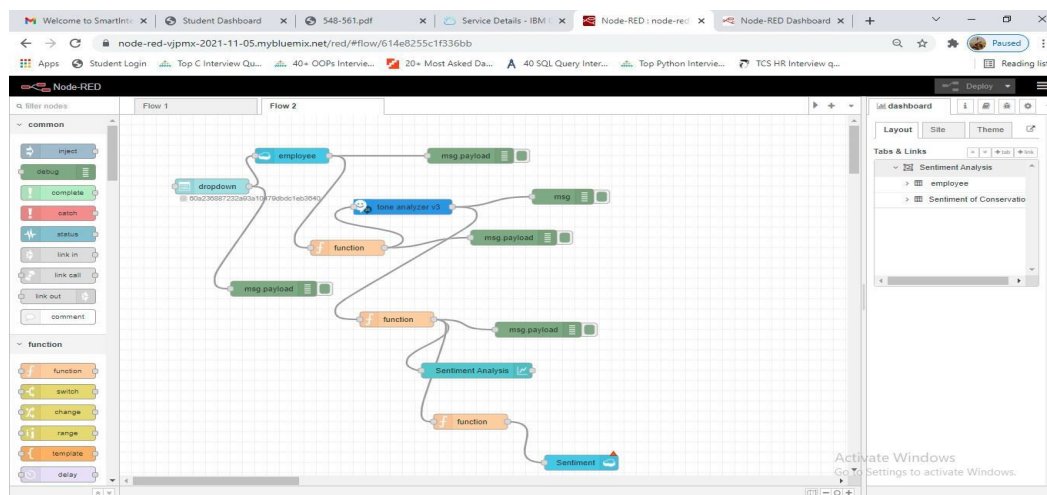 Welcome to SmartInte
Student Dashboard
548-561.pdf
Service Details - IBM
Node-RED : node-red
Node-RED Dashboard
node-red-vjpmx-2021-11-05.mybluemix.net/red/#flow/614e8255c1f336bb
Paused
Apps
Student Login
Top C Interview Qu...
40+ OOPs Intervie...
20+ Most Asked Da...
40 SQL Query Inter...
Top Python Intervie...
TCS HR Interview q...
Reading list
Node-RED
Deploy
filter nodes
Flow 1
Flow 2
dashboard
common
inject
debug
complete
catch
status
link in
link call
link out
comment
function
function
switch
change
range
template
delay
employee
msg.payload
dropdown
tone analyzer v3
msg
function
msg.payload
msg.payload
function
msg.payload
Sentiment Analysis
function
Sentiment
Layout
Site
Theme
Tabs & Links
+ tab
+ link
Sentiment Analysis
employee
Sentiment of Conservatio
Activate Windows
Go to Settings to activate Windows.